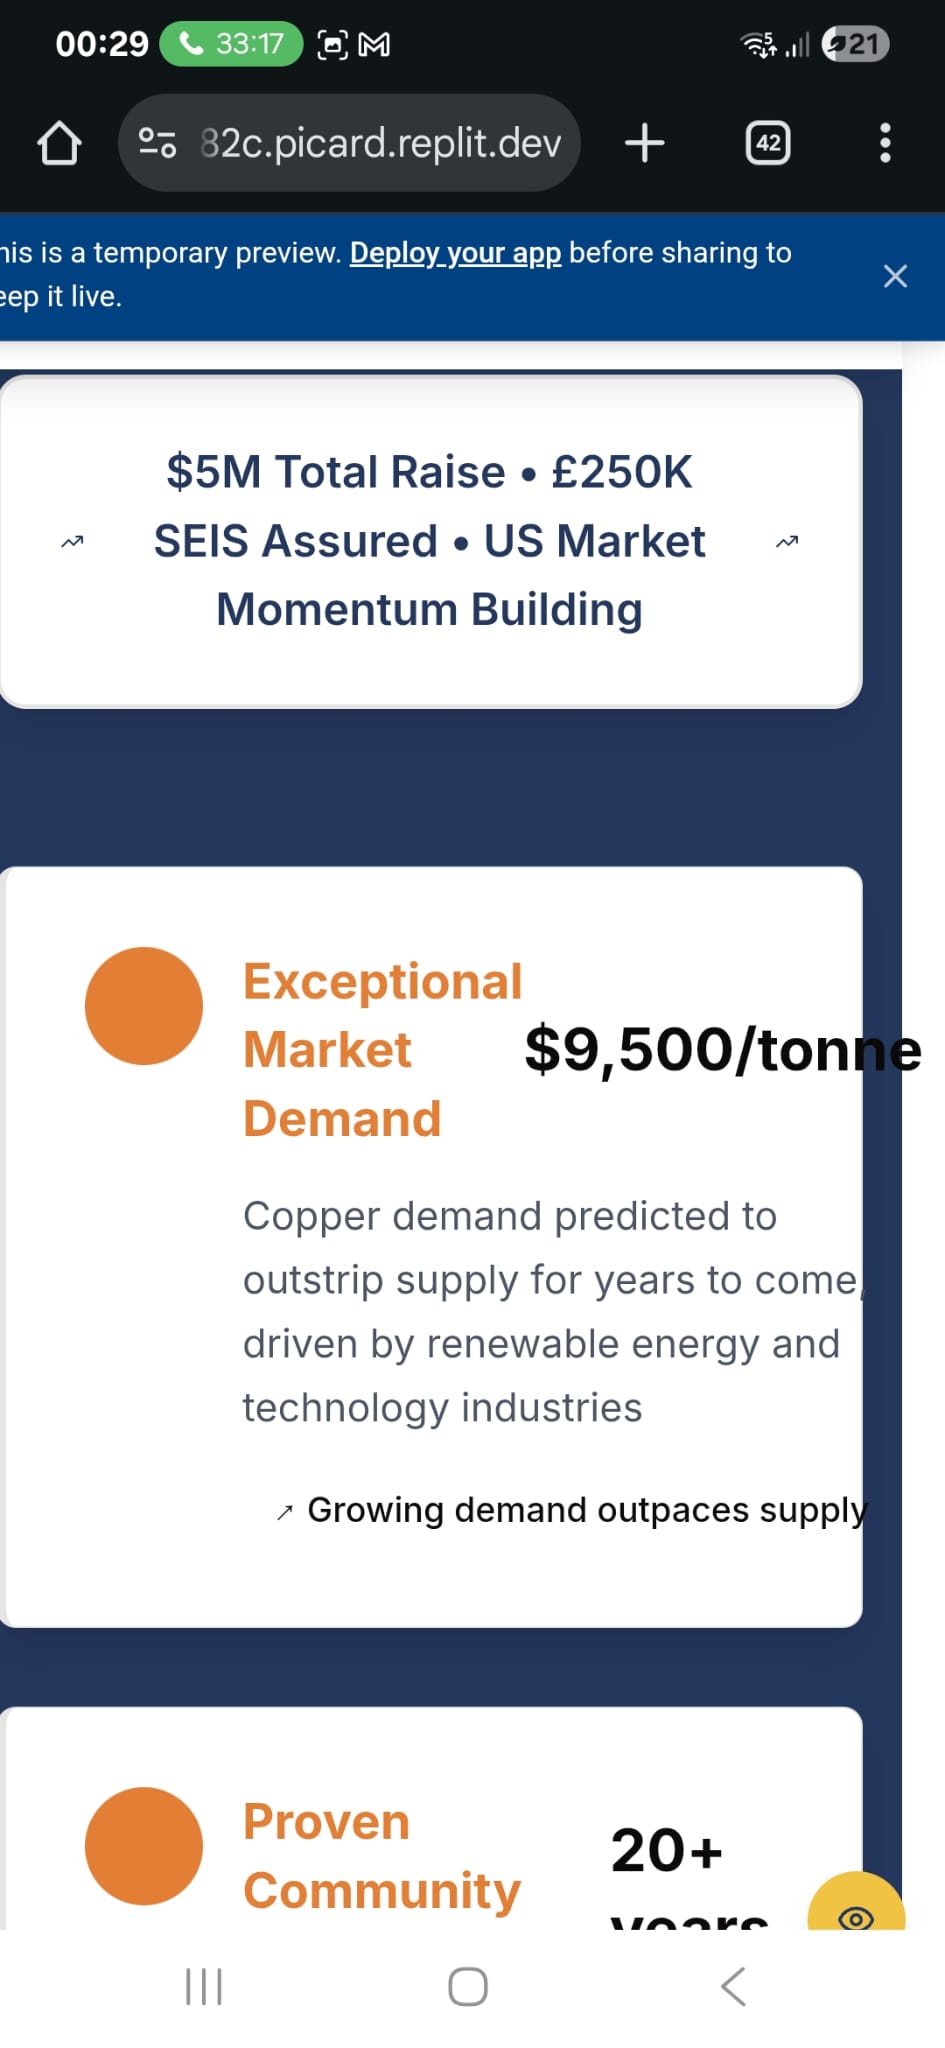 00:29 33:17 21
82c.picard.replit.dev 42
his is a temporary preview. Deploy your app before sharing to
eep it live.
$5M Total Raise • £250K
SEIS Assured • US Market
Momentum Building
Exceptional
Market
Demand
$9,500/tonne
Copper demand predicted to
outstrip supply for years to come,
driven by renewable energy and
technology industries
Growing demand outpaces supply
Proven
Community
20+
years